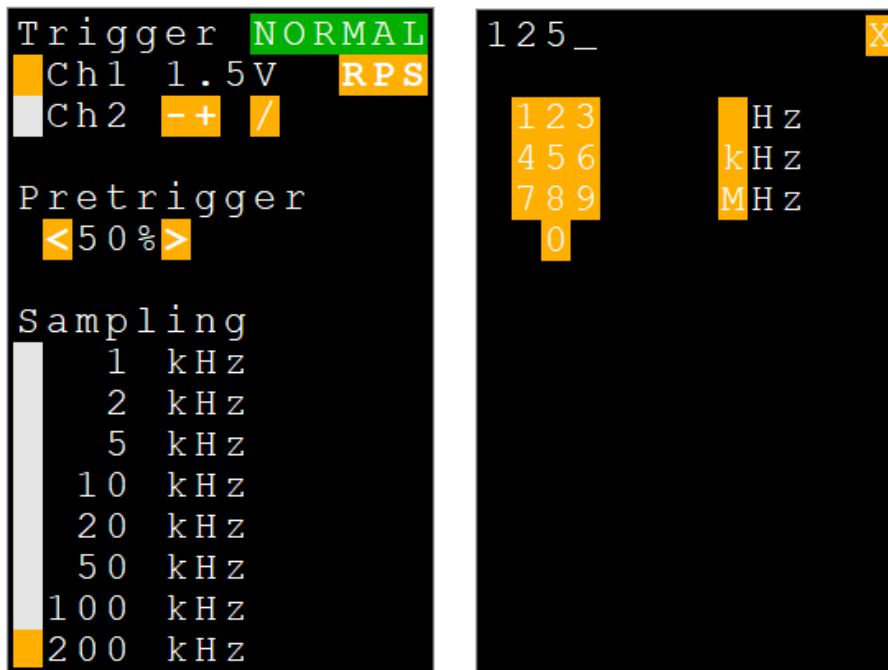 Trigger NORMAL
Ch1 1.5V RPS
Ch2 -+ /
Pretrigger
<50%>
Sampling
1 kHz
2 kHz
5 kHz
10 kHz
20 kHz
50 kHz
100 kHz
200 kHz
125_ X
123 Hz
456 kHz
789 MHz
0